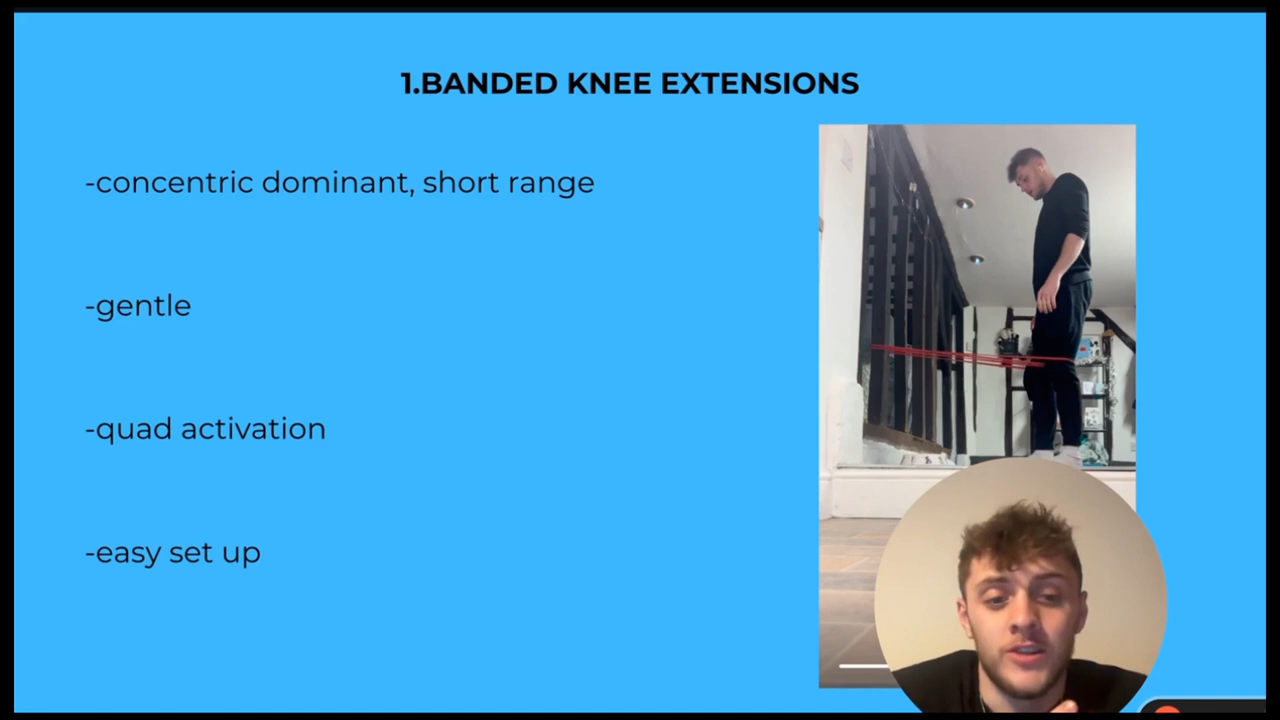 1.BANDED KNEE EXTENSIONS
-concentric dominant, short range
-gentle
-quad activation
-easy set up